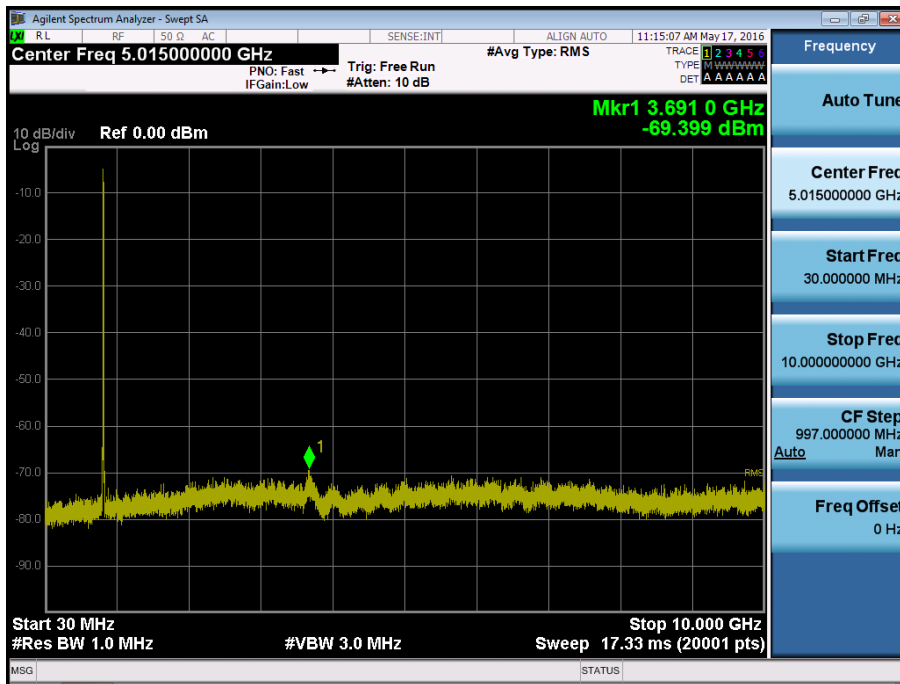 Agilent Spectrum Analyzer - Swept SA
LXI RL RF 50 Ω AC SENSE:INT ALIGN AUTO 11:15:07 AM May 17, 2016
Center Freq 5.015000000 GHz
PNO: Fast
IFGain:Low
Trig: Free Run
#Atten: 10 dB
#Avg Type: RMS
TRACE 1 2 3 4 5 6
TYPE M WWWWW
DET A A A A A A
Mkr1 3.691 0 GHz
-69.399 dBm
10 dB/div Ref 0.00 dBm
Log
-10.0
-20.0
-30.0
-40.0
-50.0
-60.0
1
-70.0
RMS
-80.0
-90.0
Start 30 MHz Stop 10.000 GHz
#Res BW 1.0 MHz #VBW 3.0 MHz Sweep 17.33 ms (20001 pts)
MSG STATUS
Frequency
Auto Tune
Center Freq
5.015000000 GHz
Start Freq
30.000000 MHz
Stop Freq
10.000000000 GHz
CF Step
997.000000 MHz
Auto Man
Freq Offset
0 Hz